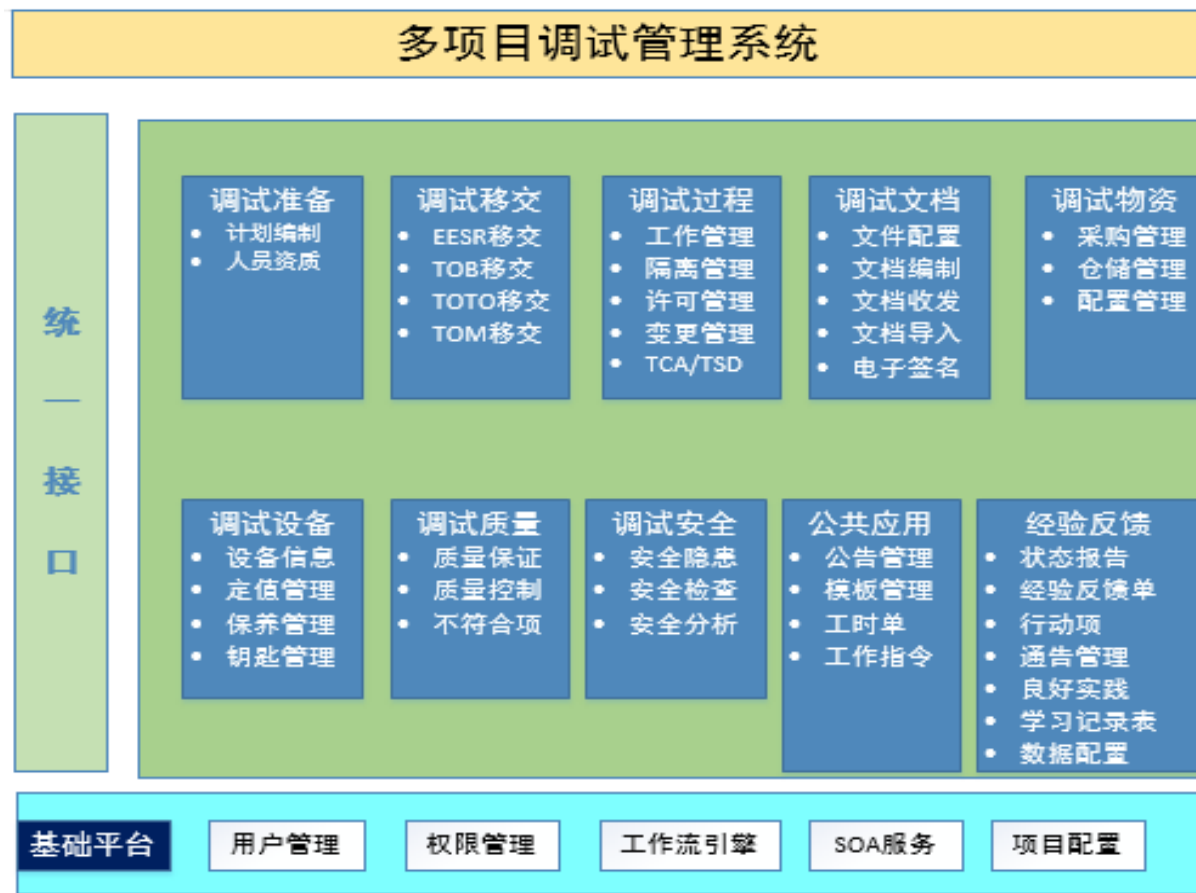 多项目调试管理系统
统
一
接
口
调试准备
• 计划编制
• 人员资质
调试移交
• EESR移交
• TOB移交
• TOTO移交
• TOM移交
调试过程
• 工作管理
• 隔离管理
• 许可管理
• 变更管理
• TCA/TSD
调试文档
• 文件配置
• 文档编制
• 文档收发
• 文档导入
• 电子签名
调试物资
• 采购管理
• 仓储管理
• 配置管理
调试设备
• 设备信息
• 定值管理
• 保养管理
• 钥匙管理
调试质量
• 质量保证
• 质量控制
• 不符合项
调试安全
• 安全隐患
• 安全检查
• 安全分析
公共应用
• 公告管理
• 模板管理
• 工时单
• 工作指令
经验反馈
• 状态报告
• 经验反馈单
• 行动项
• 通告管理
• 良好实践
• 学习记录表
• 数据配置
基础平台
用户管理
权限管理
工作流引擎
SOA服务
项目配置